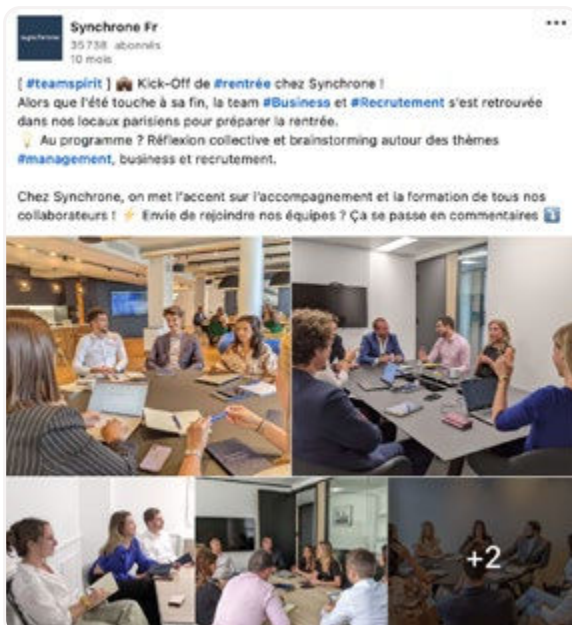 synchrone
Synchrone Fr
35 738 abonnés
10 mois
[ #teamspirit ] 💼 Kick-Off de #rentrée chez Synchrone !
Alors que l'été touche à sa fin, la team #Business et #Recrutement s'est retrouvée
dans nos locaux parisiens pour préparer la rentrée.
💡 Au programme ? Réflexion collective et brainstorming autour des thèmes
#management, business et recrutement.
Chez Synchrone, on met l'accent sur l'accompagnement et la formation de tous nos
collaborateurs ! ⚡ Envie de rejoindre nos équipes ? Ça se passe en commentaires ⬇️
+2